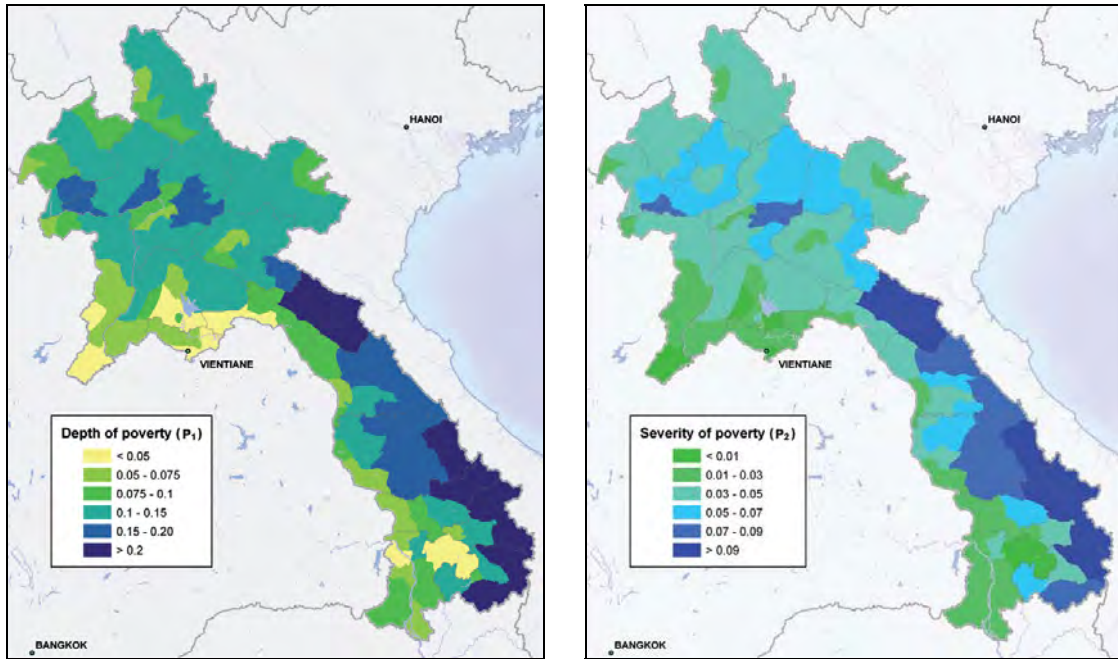 HANOI
VIENTIANE
Depth of poverty (P1)
< 0.05
0.05 - 0.075
0.075 - 0.1
0.1 - 0.15
0.15 - 0.20
> 0.2
BANGKOK
HANOI
VIENTIANE
Severity of poverty (P2)
< 0.01
0.01 - 0.03
0.03 - 0.05
0.05 - 0.07
0.07 - 0.09
> 0.09
BANGKOK